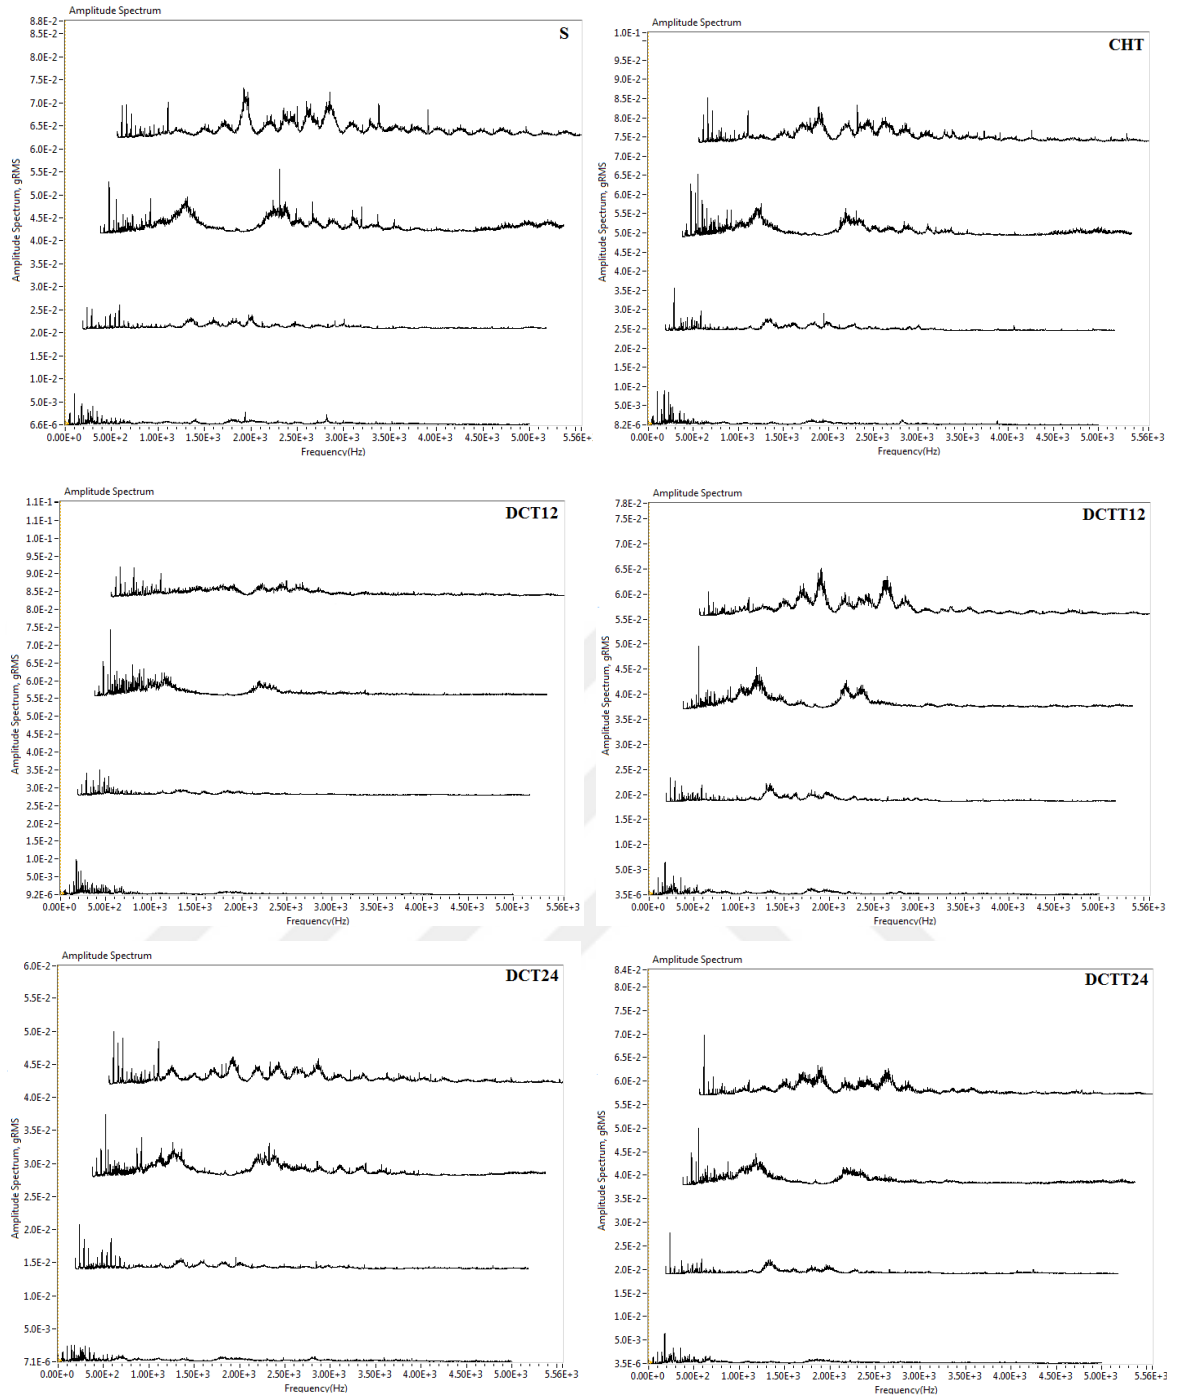 Amplitude Spectrum
S
8.8E-2
8.5E-2
8.0E-2
7.5E-2
7.0E-2
6.5E-2
6.0E-2
5.5E-2
5.0E-2
4.5E-2
4.0E-2
3.5E-2
3.0E-2
2.5E-2
2.0E-2
1.5E-2
1.0E-2
5.0E-3
6.6E-6
Amplitude Spectrum, gRMS
0.00E+0 5.00E+2 1.00E+3 1.50E+3 2.00E+3 2.50E+3 3.00E+3 3.50E+3 4.00E+3 4.50E+3 5.00E+3 5.56E+
Frequency(Hz)
Amplitude Spectrum
CHT
1.0E-1
9.5E-2
9.0E-2
8.5E-2
8.0E-2
7.5E-2
7.0E-2
6.5E-2
6.0E-2
5.5E-2
5.0E-2
4.5E-2
4.0E-2
3.5E-2
3.0E-2
2.5E-2
2.0E-2
1.5E-2
1.0E-2
5.0E-3
8.2E-6
Amplitude Spectrum, gRMS
0.00E+0 5.00E+2 1.00E+3 1.50E+3 2.00E+3 2.50E+3 3.00E+3 3.50E+3 4.00E+3 4.50E+3 5.00E+3 5.56E+3
Frequency(Hz)
Amplitude Spectrum
DCT12
1.1E-1
1.1E-1
1.0E-1
9.5E-2
9.0E-2
8.5E-2
8.0E-2
7.5E-2
7.0E-2
6.5E-2
6.0E-2
5.5E-2
5.0E-2
4.5E-2
4.0E-2
3.5E-2
3.0E-2
2.5E-2
2.0E-2
1.5E-2
1.0E-2
5.0E-3
9.2E-6
Amplitude Spectrum, gRMS
0.00E+0 5.00E+2 1.00E+3 1.50E+3 2.00E+3 2.50E+3 3.00E+3 3.50E+3 4.00E+3 4.50E+3 5.00E+3 5.56E+3
Frequency(Hz)
Amplitude Spectrum
DCTT12
7.8E-2
7.5E-2
7.0E-2
6.5E-2
6.0E-2
5.5E-2
5.0E-2
4.5E-2
4.0E-2
3.5E-2
3.0E-2
2.5E-2
2.0E-2
1.5E-2
1.0E-2
5.0E-3
3.5E-6
Amplitude Spectrum, gRMS
0.00E+0 5.00E+2 1.00E+3 1.50E+3 2.00E+3 2.50E+3 3.00E+3 3.50E+3 4.00E+3 4.50E+3 5.00E+3 5.56E+3
Frequency(Hz)
Amplitude Spectrum
DCT24
6.0E-2
5.5E-2
5.0E-2
4.5E-2
4.0E-2
3.5E-2
3.0E-2
2.5E-2
2.0E-2
1.5E-2
1.0E-2
5.0E-3
7.1E-6
Amplitude Spectrum, gRMS
0.00E+0 5.00E+2 1.00E+3 1.50E+3 2.00E+3 2.50E+3 3.00E+3 3.50E+3 4.00E+3 4.50E+3 5.00E+3 5.56E+3
Frequency(Hz)
Amplitude Spectrum
DCTT24
8.4E-2
8.0E-2
7.5E-2
7.0E-2
6.5E-2
6.0E-2
5.5E-2
5.0E-2
4.5E-2
4.0E-2
3.5E-2
3.0E-2
2.5E-2
2.0E-2
1.5E-2
1.0E-2
5.0E-3
3.5E-6
Amplitude Spectrum, gRMS
0.00E+0 5.00E+2 1.00E+3 1.50E+3 2.00E+3 2.50E+3 3.00E+3 3.50E+3 4.00E+3 4.50E+3 5.00E+3 5.56E+3
Frequency(Hz)